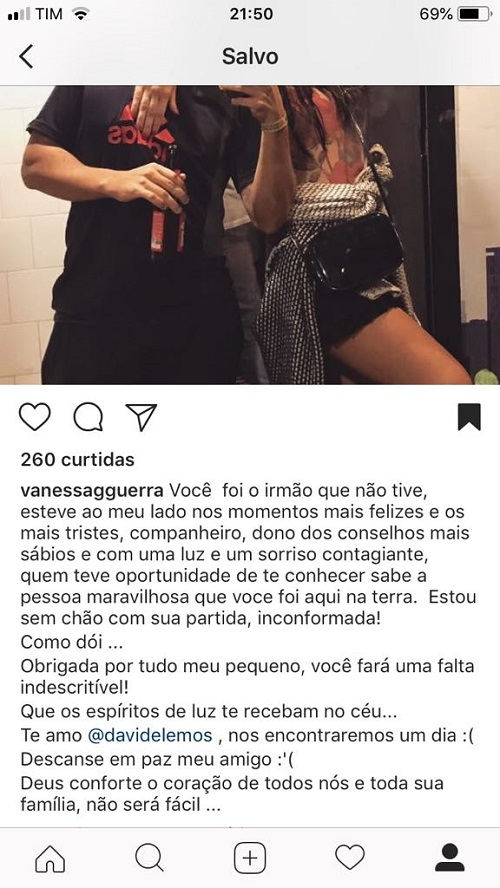 TIM
21:50
69%
Salvo
adidas
260 curtidas
vanessagguerra Você foi o irmão que não tive,
esteve ao meu lado nos momentos mais felizes e os
mais tristes, companheiro, dono dos conselhos mais
sábios e com uma luz e um sorriso contagiante,
quem teve oportunidade de te conhecer sabe a
pessoa maravilhosa que voce foi aqui na terra. Estou
sem chão com sua partida, inconformada!
Como dói ...
Obrigada por tudo meu pequeno, você fará uma falta
indescritível!
Que os espíritos de luz te recebam no céu...
Te amo @davidelemos , nos encontraremos um dia :(
Descanse em paz meu amigo :'(
Deus conforte o coração de todos nós e toda sua
família, não será fácil ...